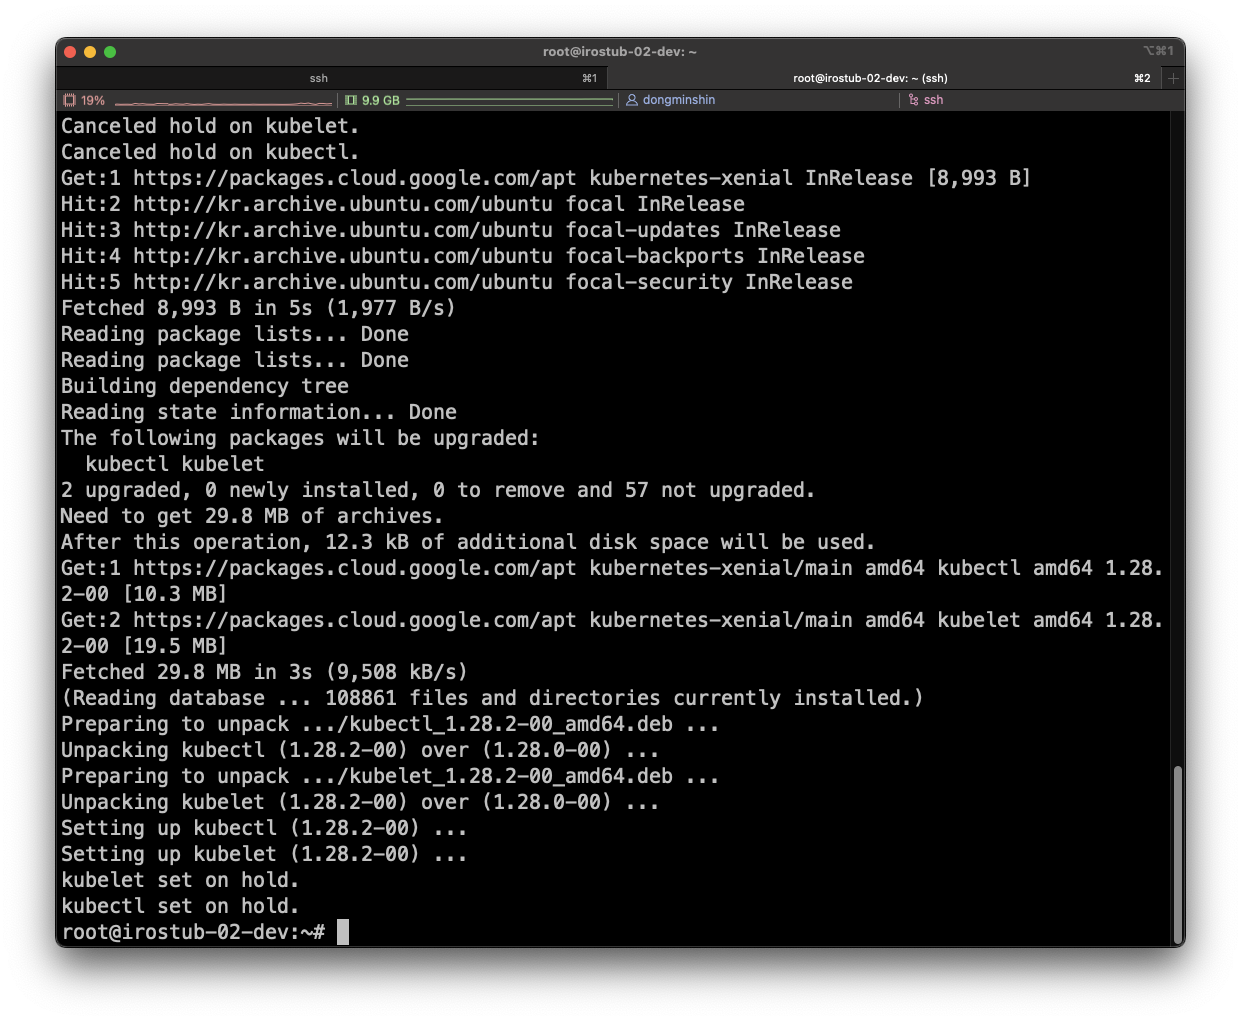 root@irostub-02-dev: ~
⌥⌘1
ssh ⌘1
root@irostub-02-dev: ~ (ssh) ⌘2 +
19% 9.9 GB dongminshin ssh
Canceled hold on kubelet.
Canceled hold on kubectl.
Get:1 https://packages.cloud.google.com/apt kubernetes-xenial InRelease [8,993 B]
Hit:2 http://kr.archive.ubuntu.com/ubuntu focal InRelease
Hit:3 http://kr.archive.ubuntu.com/ubuntu focal-updates InRelease
Hit:4 http://kr.archive.ubuntu.com/ubuntu focal-backports InRelease
Hit:5 http://kr.archive.ubuntu.com/ubuntu focal-security InRelease
Fetched 8,993 B in 5s (1,977 B/s)
Reading package lists... Done
Reading package lists... Done
Building dependency tree
Reading state information... Done
The following packages will be upgraded:
  kubectl kubelet
2 upgraded, 0 newly installed, 0 to remove and 57 not upgraded.
Need to get 29.8 MB of archives.
After this operation, 12.3 kB of additional disk space will be used.
Get:1 https://packages.cloud.google.com/apt kubernetes-xenial/main amd64 kubectl amd64 1.28.
2-00 [10.3 MB]
Get:2 https://packages.cloud.google.com/apt kubernetes-xenial/main amd64 kubelet amd64 1.28.
2-00 [19.5 MB]
Fetched 29.8 MB in 3s (9,508 kB/s)
(Reading database ... 108861 files and directories currently installed.)
Preparing to unpack .../kubectl_1.28.2-00_amd64.deb ...
Unpacking kubectl (1.28.2-00) over (1.28.0-00) ...
Preparing to unpack .../kubelet_1.28.2-00_amd64.deb ...
Unpacking kubelet (1.28.2-00) over (1.28.0-00) ...
Setting up kubectl (1.28.2-00) ...
Setting up kubelet (1.28.2-00) ...
kubelet set on hold.
kubectl set on hold.
root@irostub-02-dev:~#